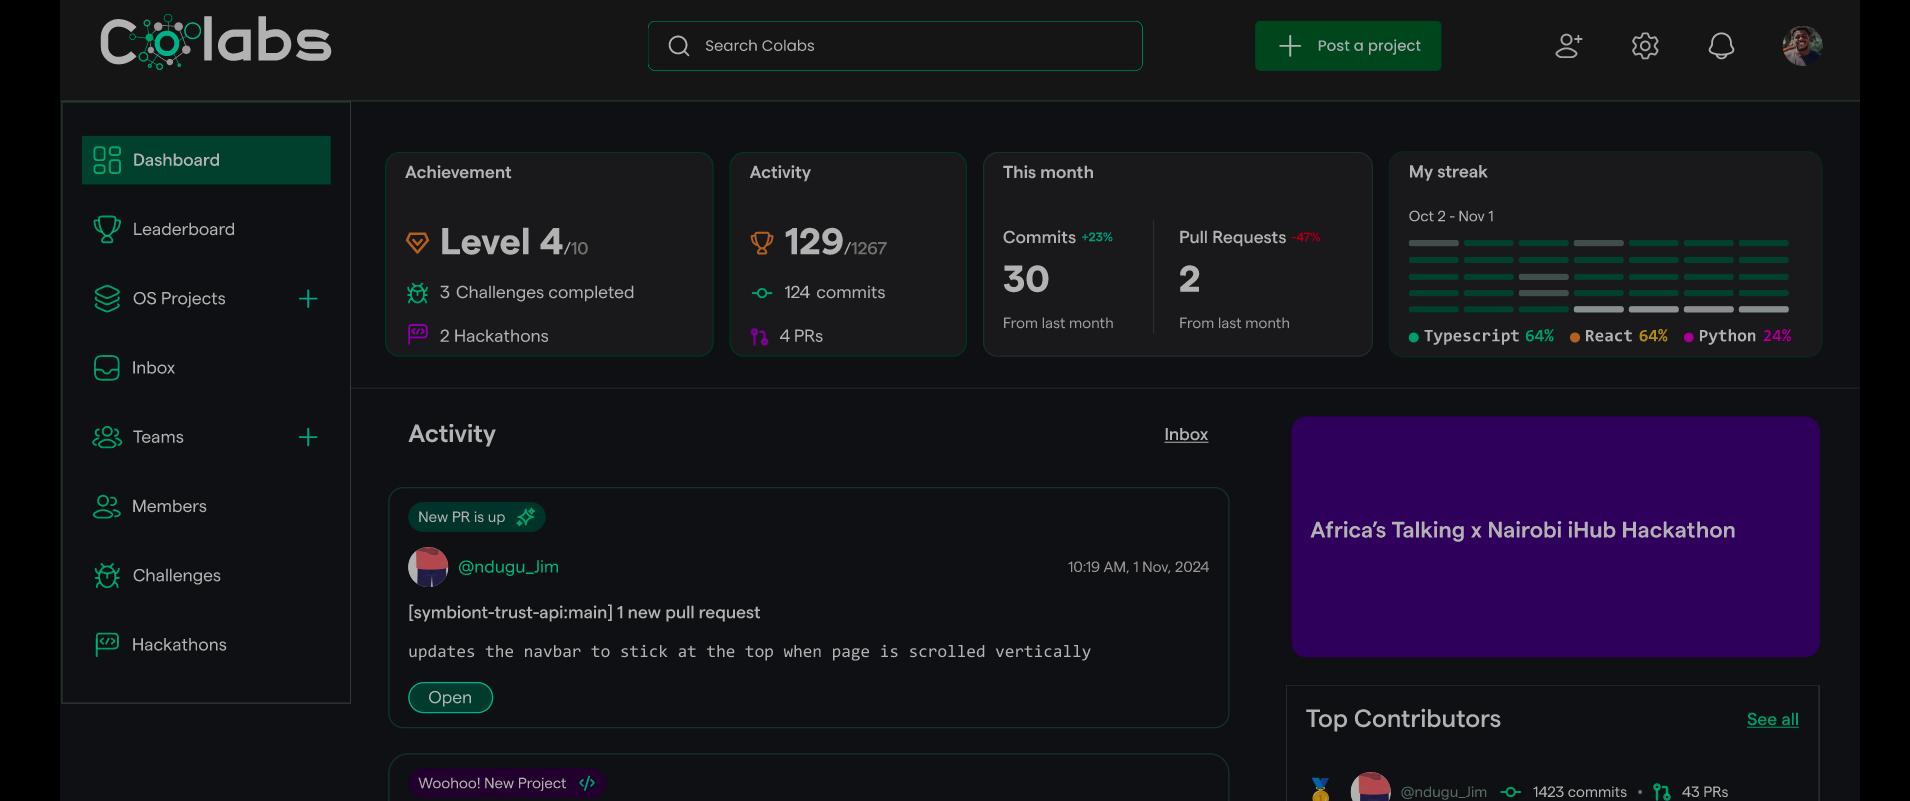 Colabs
Search Colabs
Post a project
Dashboard
Leaderboard
OS Projects
Inbox
Teams
Members
Challenges
Hackathons
Achievement
Level 4/10
3 Challenges completed
2 Hackathons
Activity
129/1267
124 commits
4 PRs
This month
Commits +23%
30
From last month
Pull Requests -47%
2
From last month
My streak
Oct 2 - Nov 1
Typescript 64% React 64% Python 24%
Activity
Inbox
New PR is up
@ndugu_Jim
10:19 AM, 1 Nov, 2024
[symbiont-trust-api:main] 1 new pull request
updates the navbar to stick at the top when page is scrolled vertically
Open
Woohoo! New Project
Africa’s Talking x Nairobi iHub Hackathon
Top Contributors
See all
@ndugu_Jim 1423 commits • 43 PRs